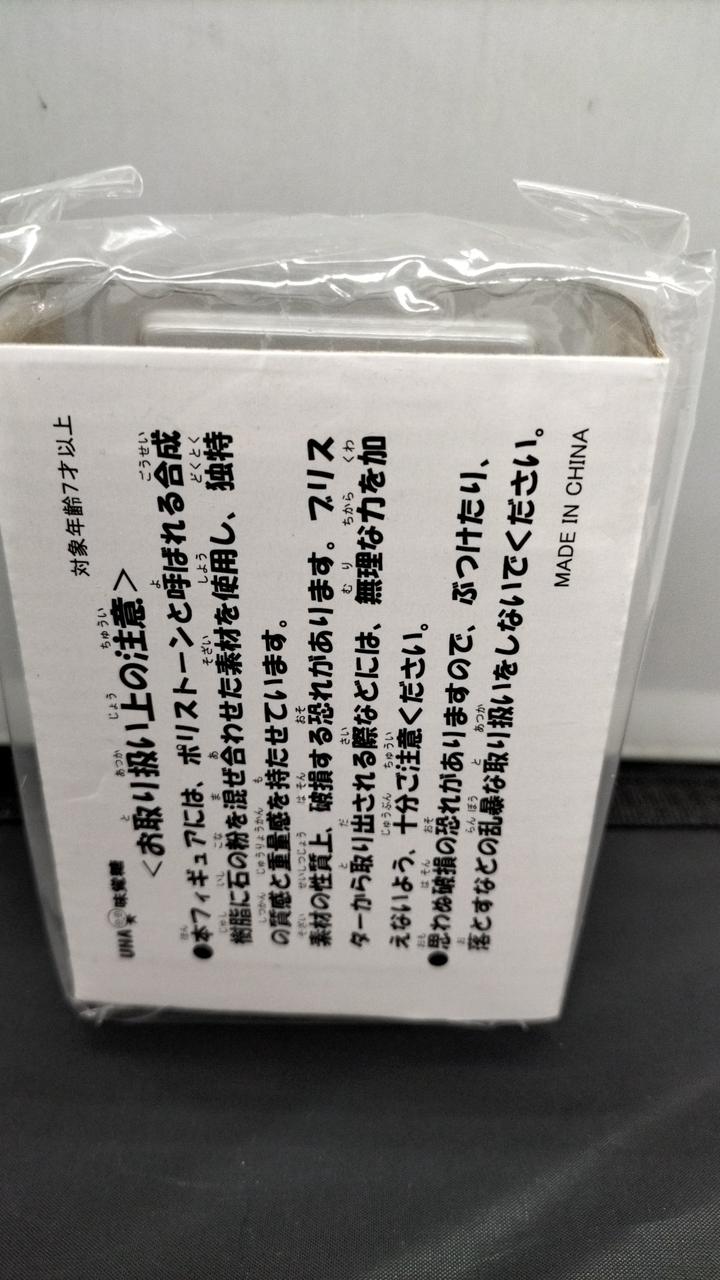 対象年齢7才以上
UHA 味覚糖
<お取り扱い上の注意>
●本フィギュアには、ポリストーンと呼ばれる合成
樹脂に石の粉を混ぜ合わせた素材を使用し、独特
の質感と重量感を持たせています。
素材の性質上、破損する恐れがあります。ブリス
ターから取り出される際などには、無理な力を加
えないよう、十分ご注意ください。
●思わぬ破損の恐れがありますので、ぶつけたり、
落とすなどの乱暴な取り扱いをしないでください。
MADE IN CHINA